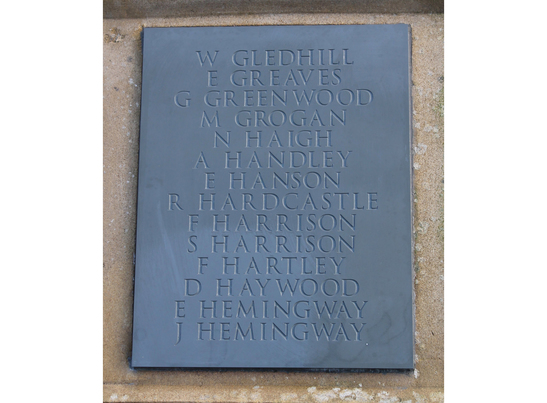 W GLEDHILL
E GREAVES
G GREENWOOD
M GROGAN
N HAIGH
A HANDLEY
E HANSON
R HARDCASTLE
F HARRISON
S HARRISON
F HARTLEY
D HAYWOOD
E HEMINGWAY
J HEMINGWAY